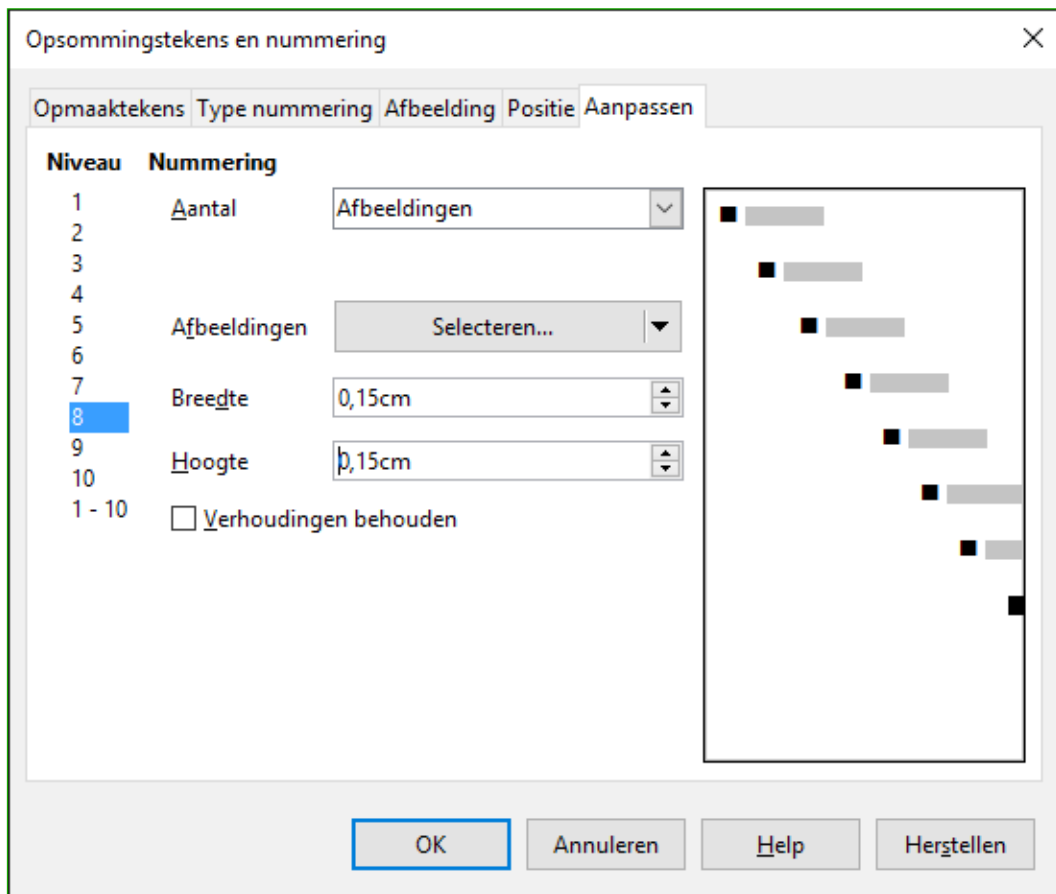 Opsommingstekens en nummering
Opmaaktekens Type nummering Afbeelding Positie Aanpassen
Niveau Nummering
1
2
3
4
5
6
7
8
9
10
1 - 10
Aantal Afbeeldingen
Afbeeldingen Selecteren...
Breedte 0,15cm
Hoogte 0,15cm
Verhoudingen behouden
OK Annuleren Help Herstellen